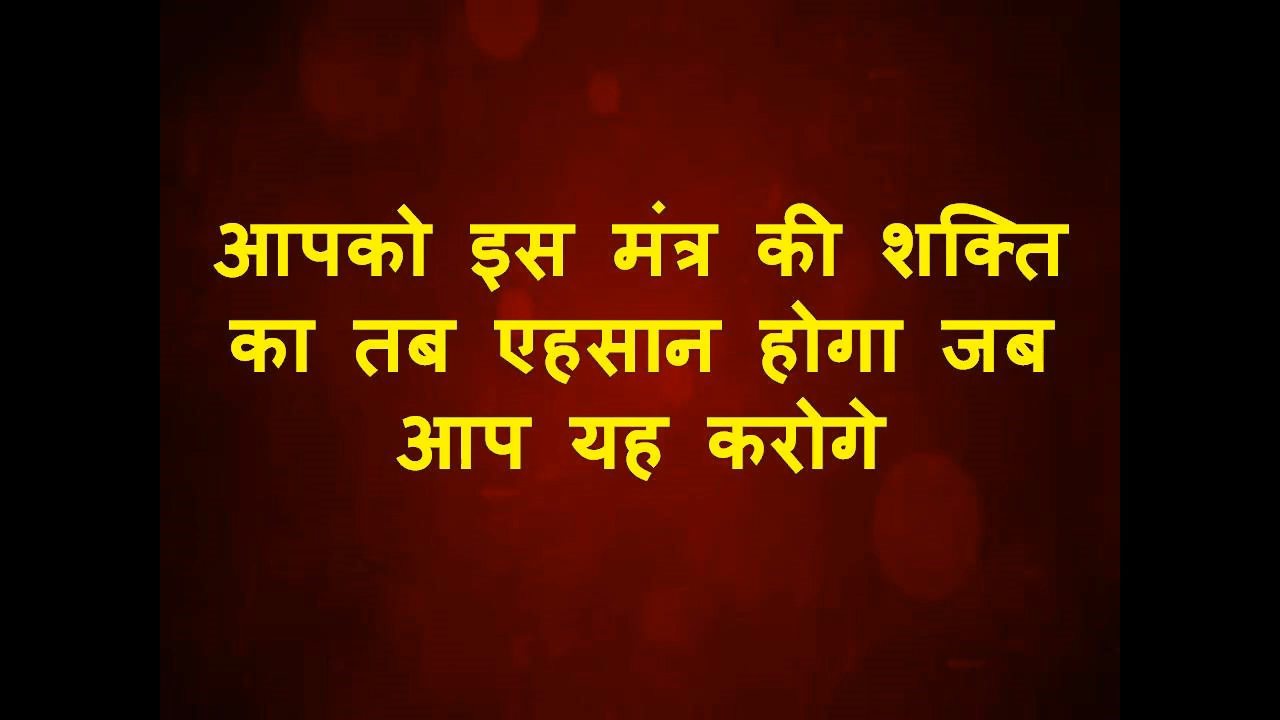 आपको इस मंत्र की शक्ति
का तब एहसान होगा जब
आप यह करोगे